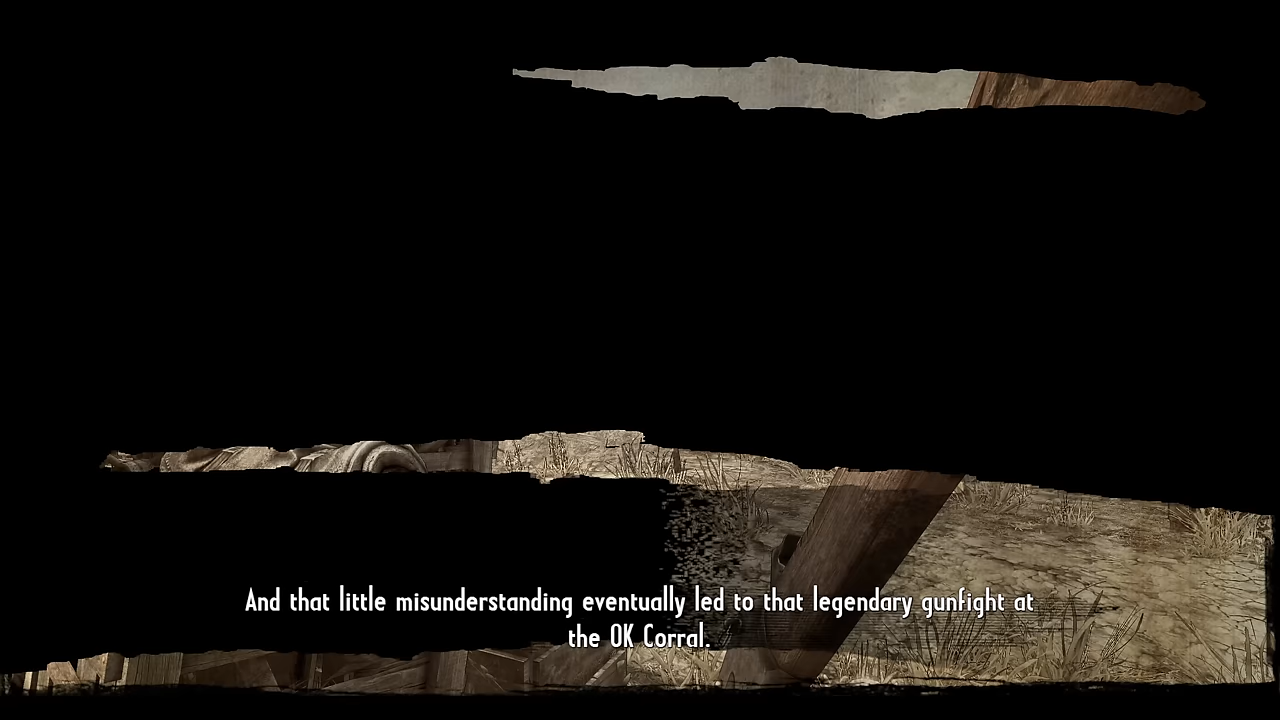 And that little misunderstanding eventually led to that legendary gunfight at
the OK Corral.